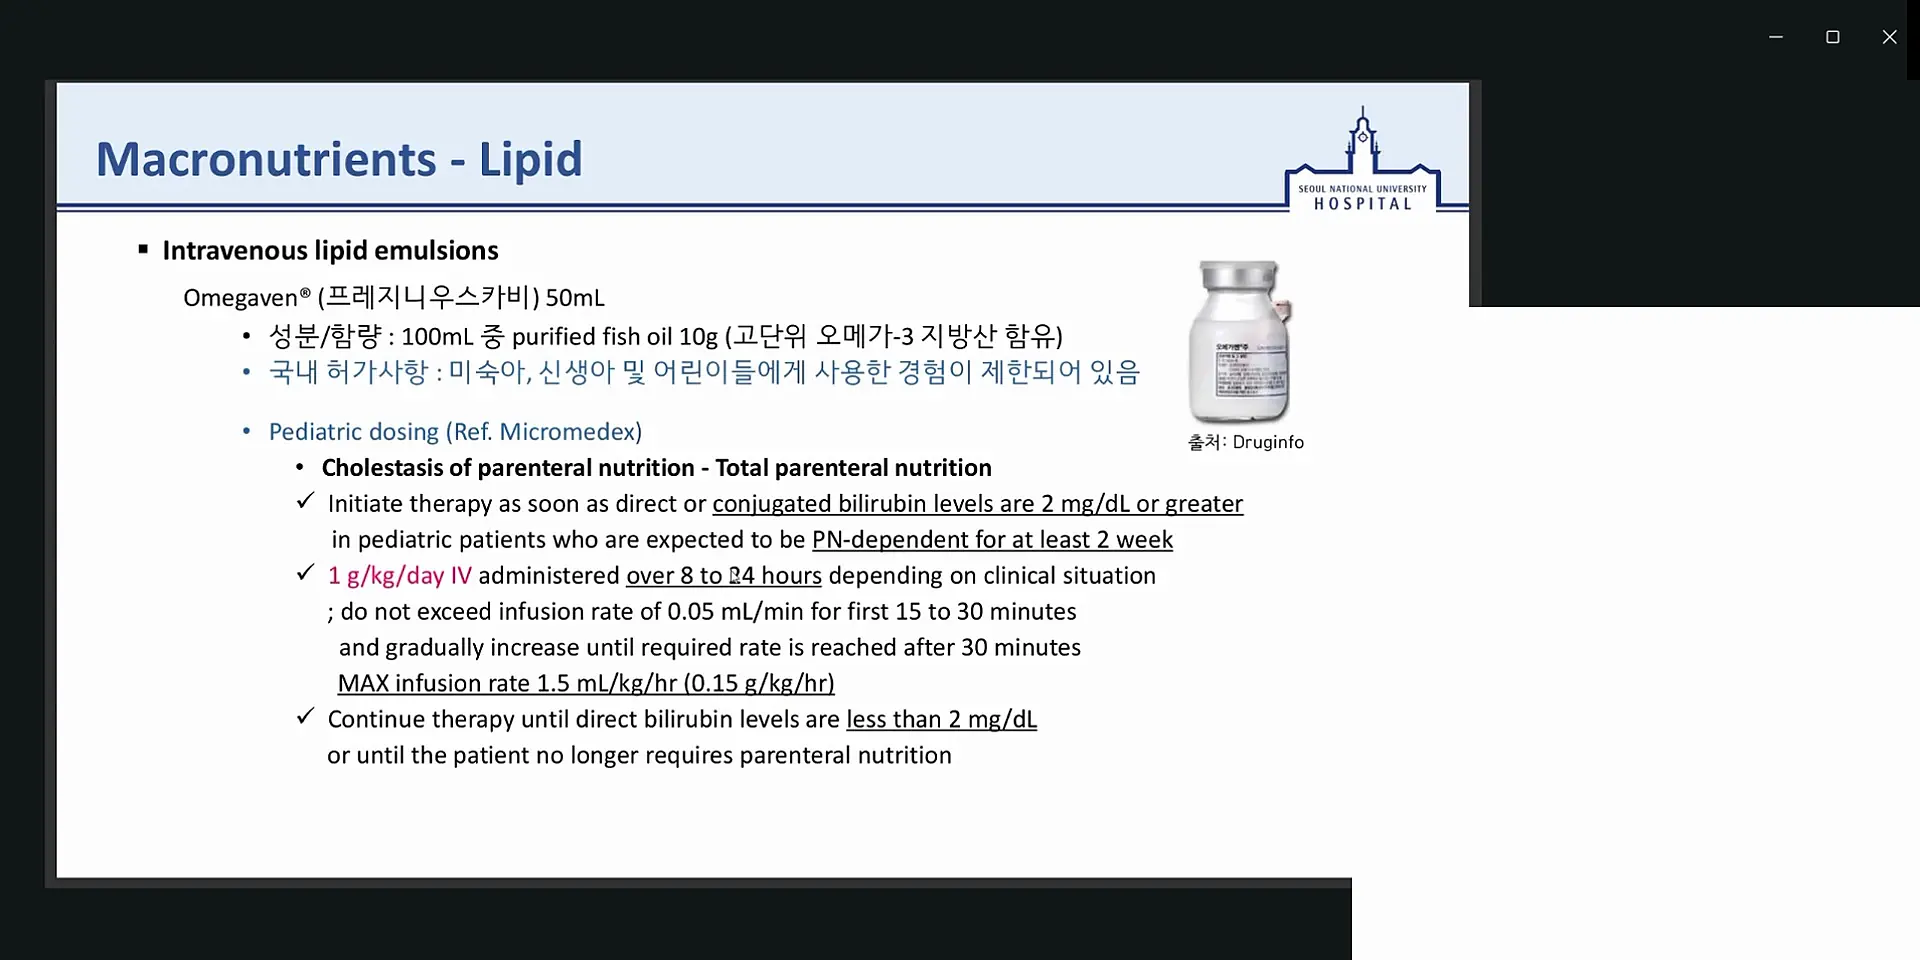 Macronutrients - Lipid
SEOUL NATIONAL UNIVERSITY
HOSPITAL
▪ Intravenous lipid emulsions
Omegaven® (프레지니우스카비) 50mL
• 성분/함량 : 100mL 중 purified fish oil 10g (고단위 오메가-3 지방산 함유)
• 국내 허가사항 : 미숙아, 신생아 및 어린이들에게 사용한 경험이 제한되어 있음
오메가벤®주
출처: Druginfo
• Pediatric dosing (Ref. Micromedex)
• Cholestasis of parenteral nutrition - Total parenteral nutrition
✓ Initiate therapy as soon as direct or conjugated bilirubin levels are 2 mg/dL or greater
in pediatric patients who are expected to be PN-dependent for at least 2 week
✓ 1 g/kg/day IV administered over 8 to 24 hours depending on clinical situation
; do not exceed infusion rate of 0.05 mL/min for first 15 to 30 minutes
and gradually increase until required rate is reached after 30 minutes
MAX infusion rate 1.5 mL/kg/hr (0.15 g/kg/hr)
✓ Continue therapy until direct bilirubin levels are less than 2 mg/dL
or until the patient no longer requires parenteral nutrition